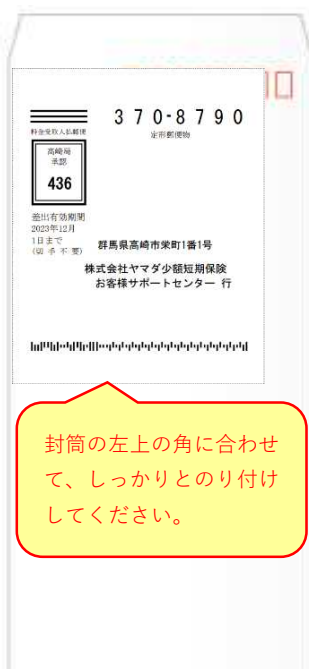 370-8790
料金受取人払郵便
定形郵便物
高崎局
承認
436
差出有効期間
2023年12月
1日まで
(切手不要)
群馬県高崎市栄町1番1号
株式会社ヤマダ少額短期保険
お客様サポートセンター 行
封筒の左上の角に合わせ
て、しっかりとのり付け
してください。